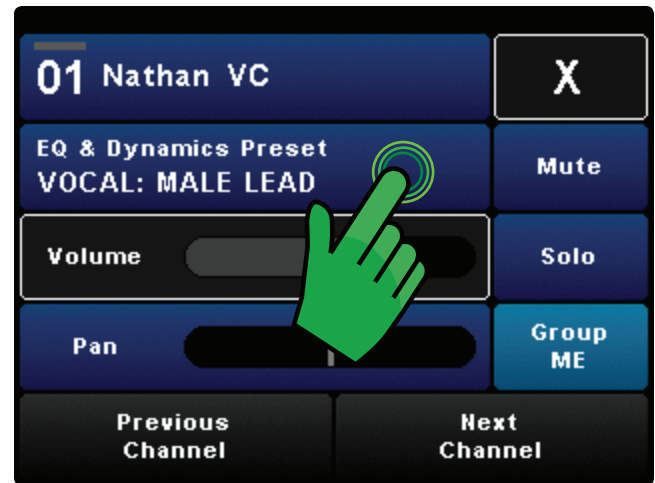 01 Nathan VC
X
EQ & Dynamics Preset
VOCAL: MALE LEAD
Mute
Volume
Solo
Pan
Group
ME
Previous
Channel
Next
Channel